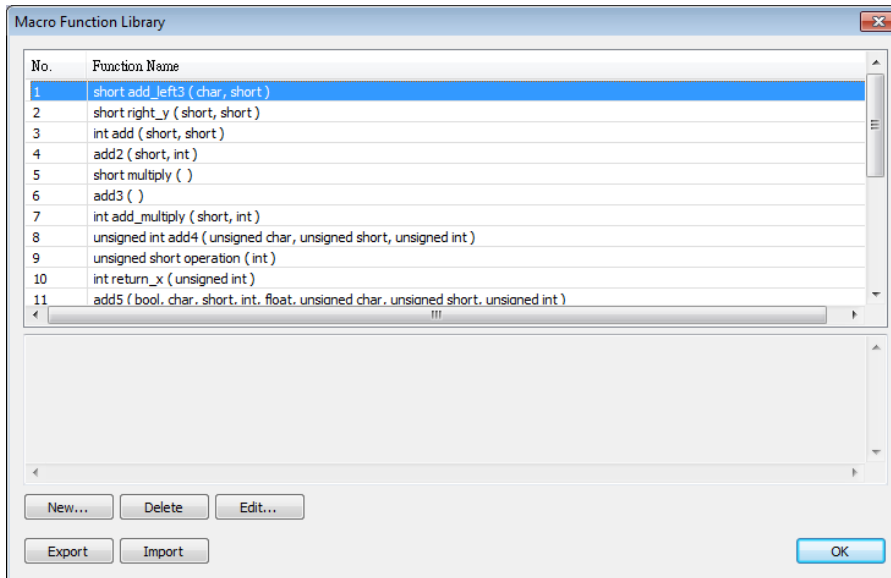 Macro Function Library
No. Function Name
1 short add_left3 ( char, short )
2 short right_y ( short, short )
3 int add ( short, short )
4 add2 ( short, int )
5 short multiply ( )
6 add3 ( )
7 int add_multiply ( short, int )
8 unsigned int add4 ( unsigned char, unsigned short, unsigned int )
9 unsigned short operation ( int )
10 int return_x ( unsigned int )
11 add5 ( bool, char, short, int, float, unsigned char, unsigned short, unsigned int )
New... Delete Edit...
Export Import OK